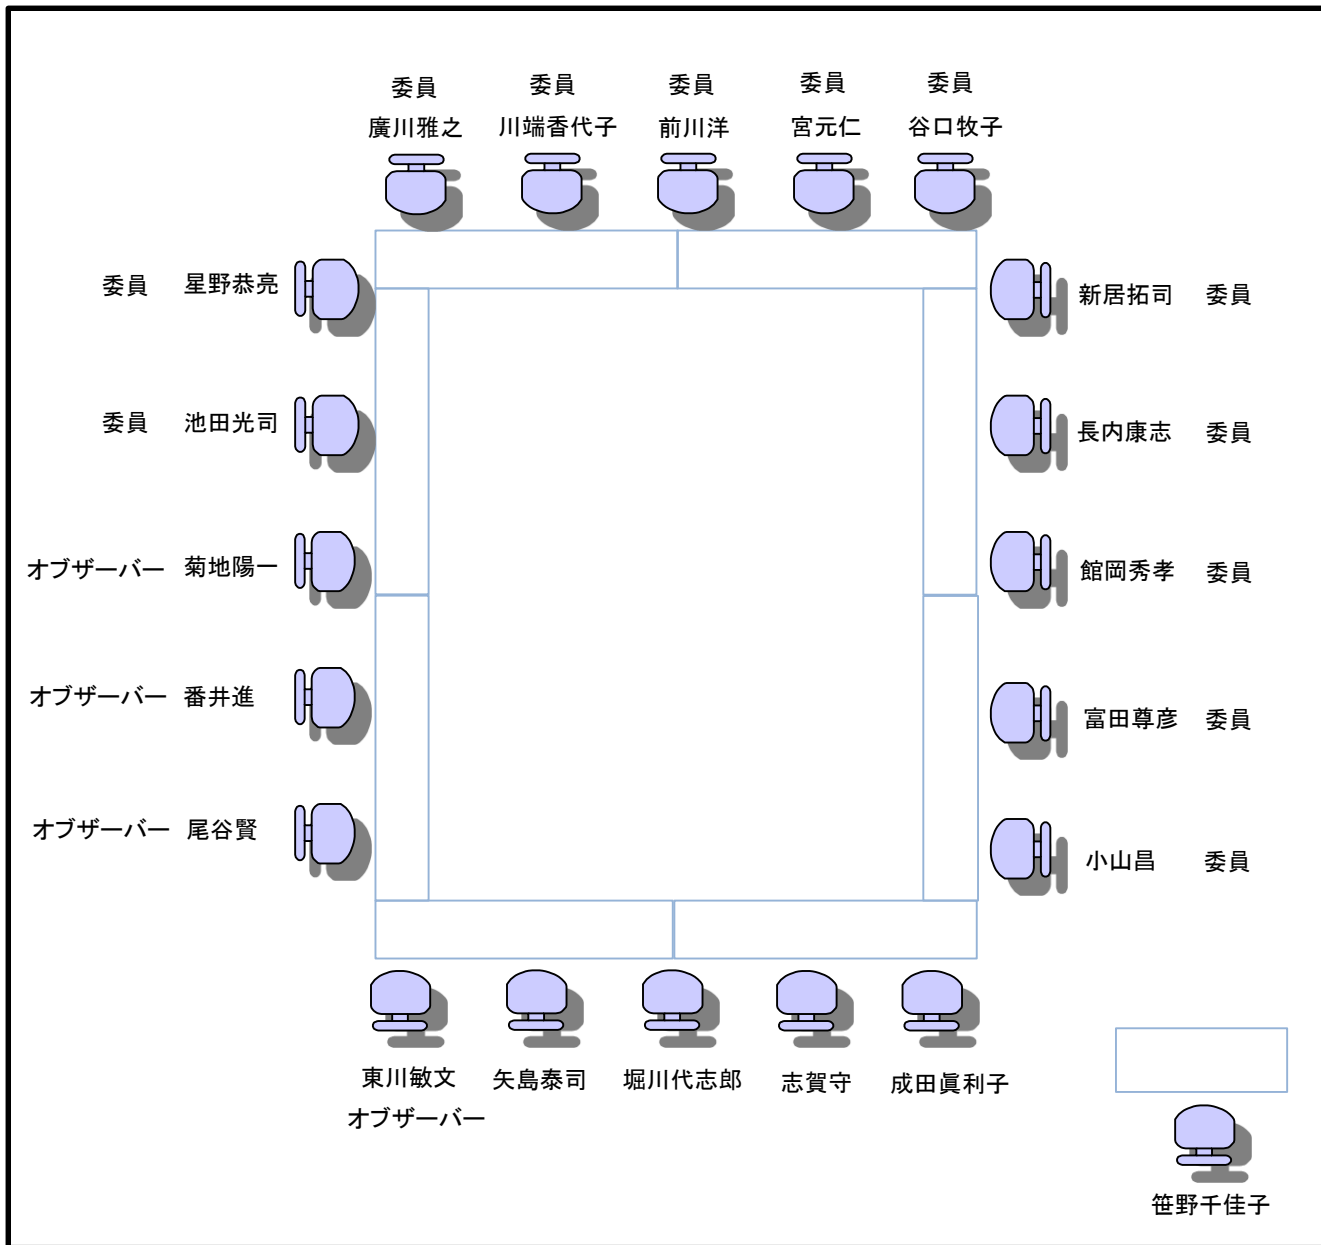 委員 委員 委員 委員 委員
廣川雅之 川端香代子 前川洋 宮元仁 谷口牧子
委員 星野恭亮 新居拓司 委員
委員 池田光司 長内康志 委員
オブザーバー 菊地陽一 館岡秀孝 委員
オブザーバー 番井進 富田尊彦 委員
オブザーバー 尾谷賢 小山昌 委員
東川敏文 矢島泰司 堀川代志郎 志賀守 成田眞利子
オブザーバー
笹野千佳子